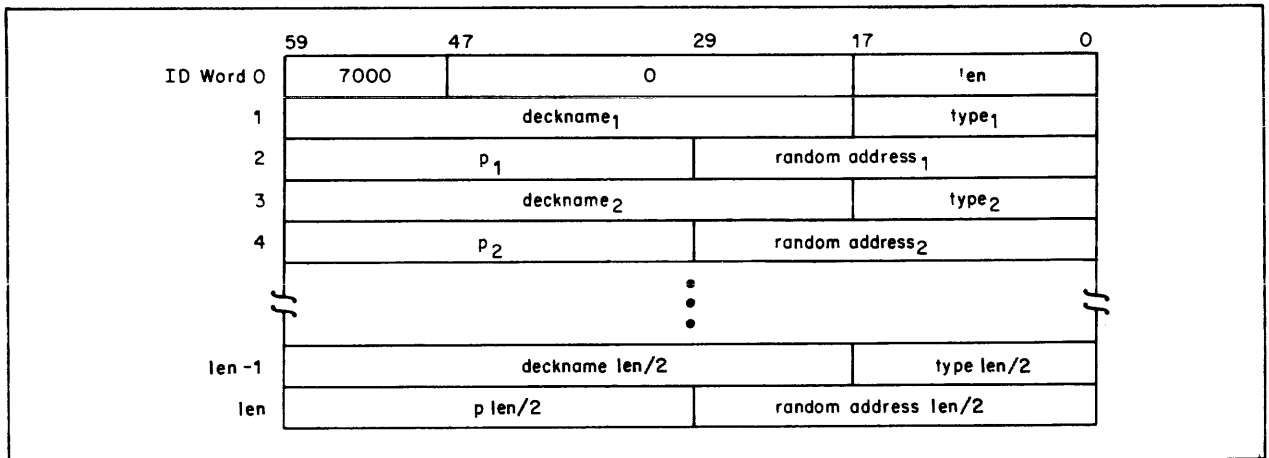 59 47 29 17 0
ID Word 0 7000 0 len
1 deckname1 type1
2 p1 random address1
3 deckname2 type2
4 p2 random address2
len-1 deckname len/2 type len/2
len p len/2 random address len/2